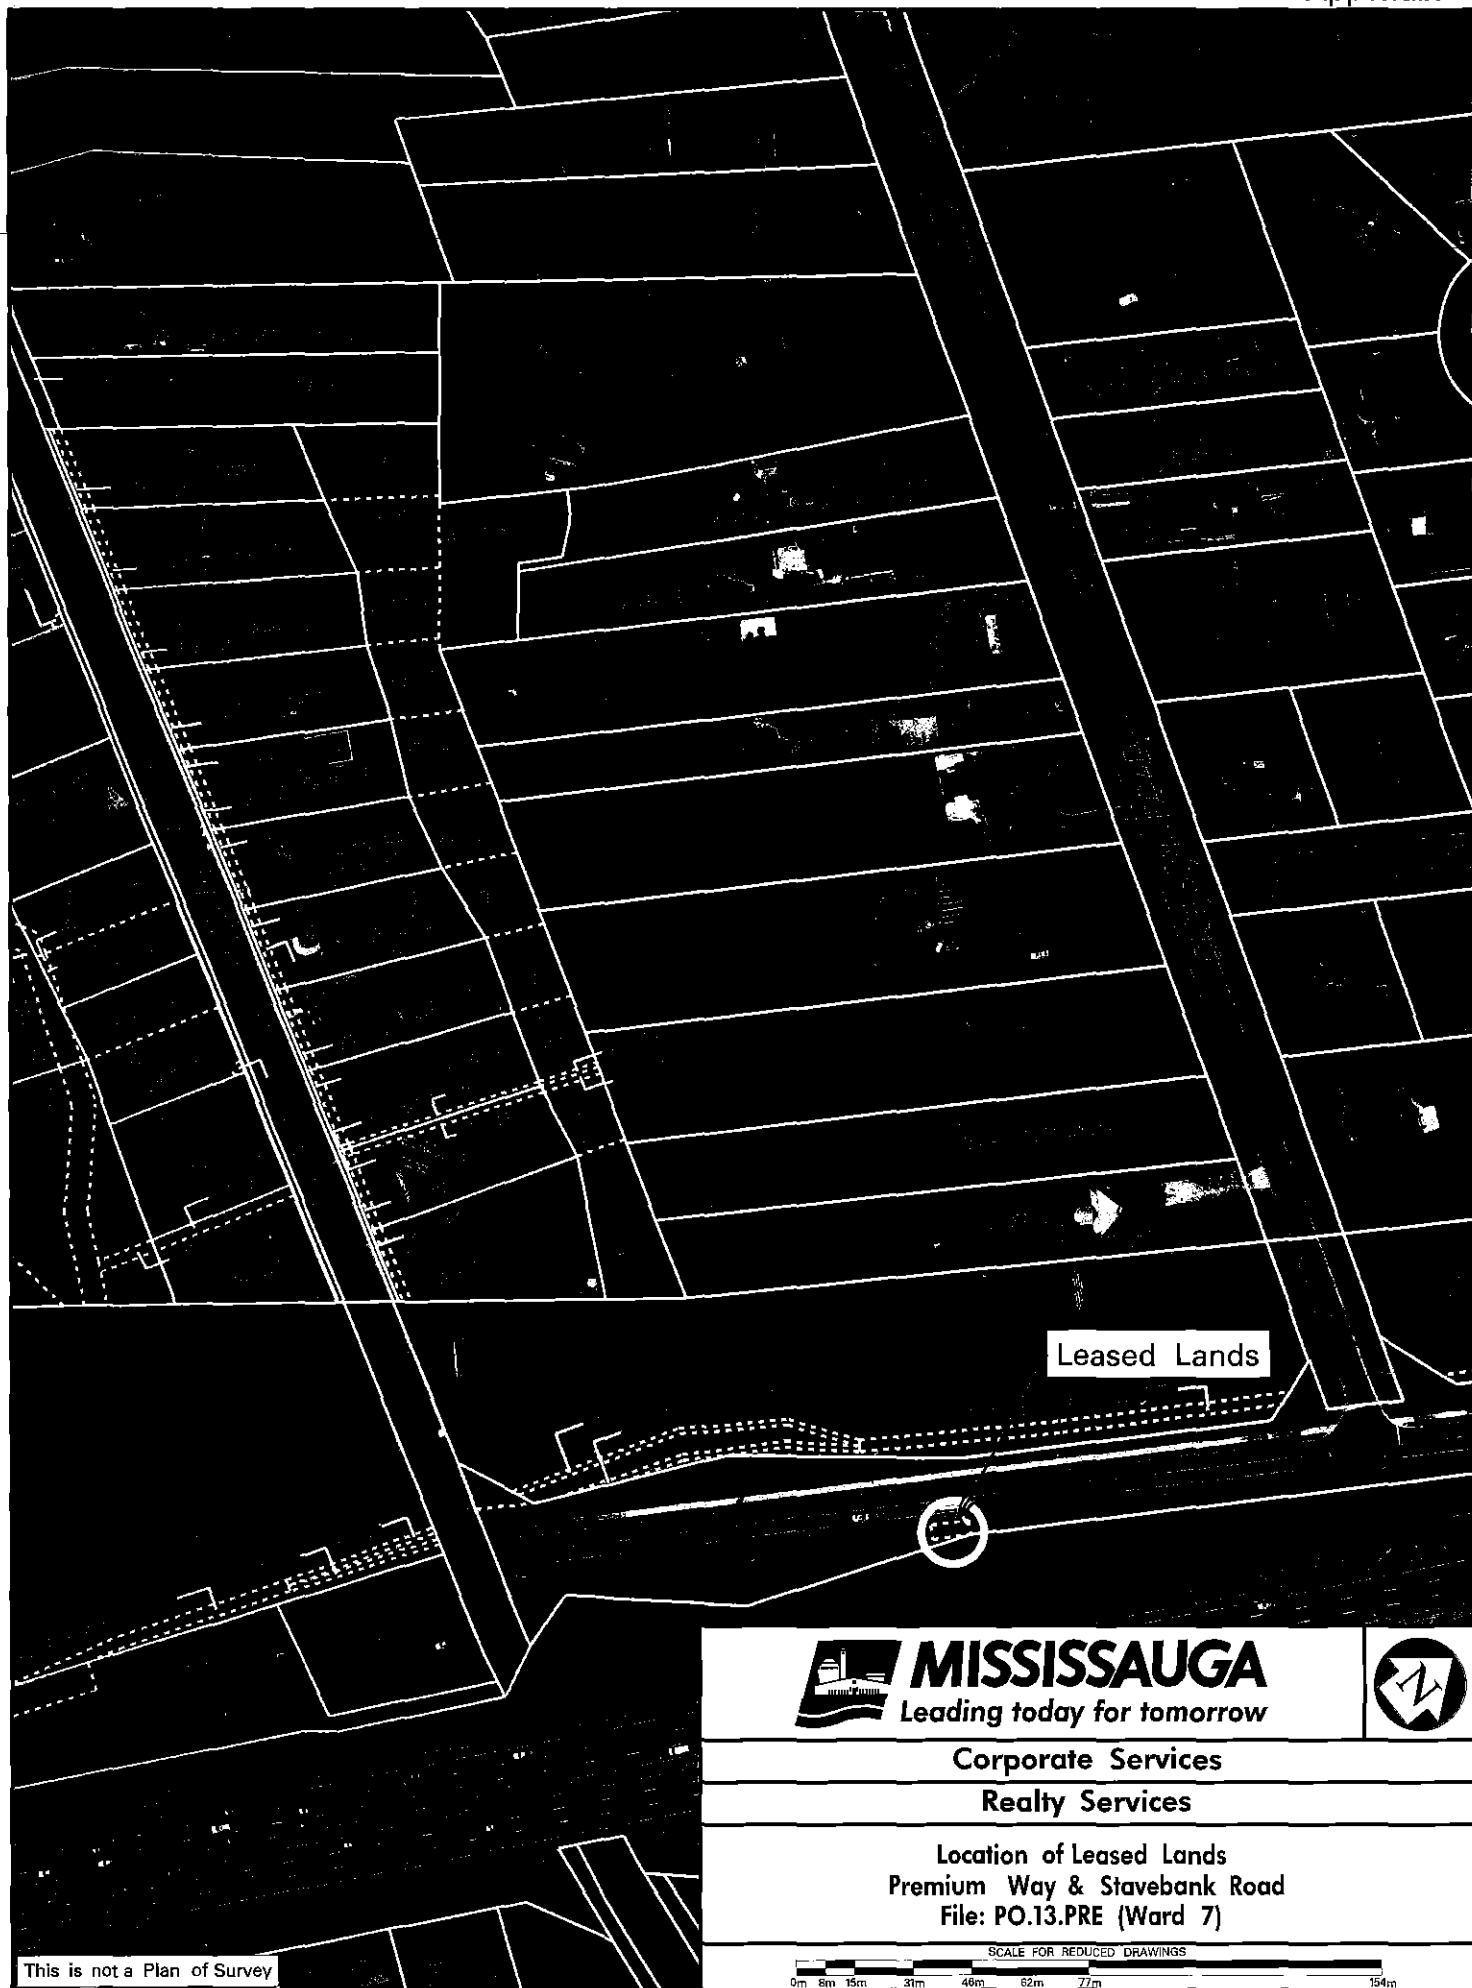 Leased Lands
MISSISSAUGA
Leading today for tomorrow
N
Corporate Services
Realty Services
Location of Leased Lands
Premium Way & Stavebank Road
File: PO.13.PRE (Ward 7)
SCALE FOR REDUCED DRAWINGS
0m 8m 15m 31m 46m 62m 77m 154m
This is not a Plan of Survey